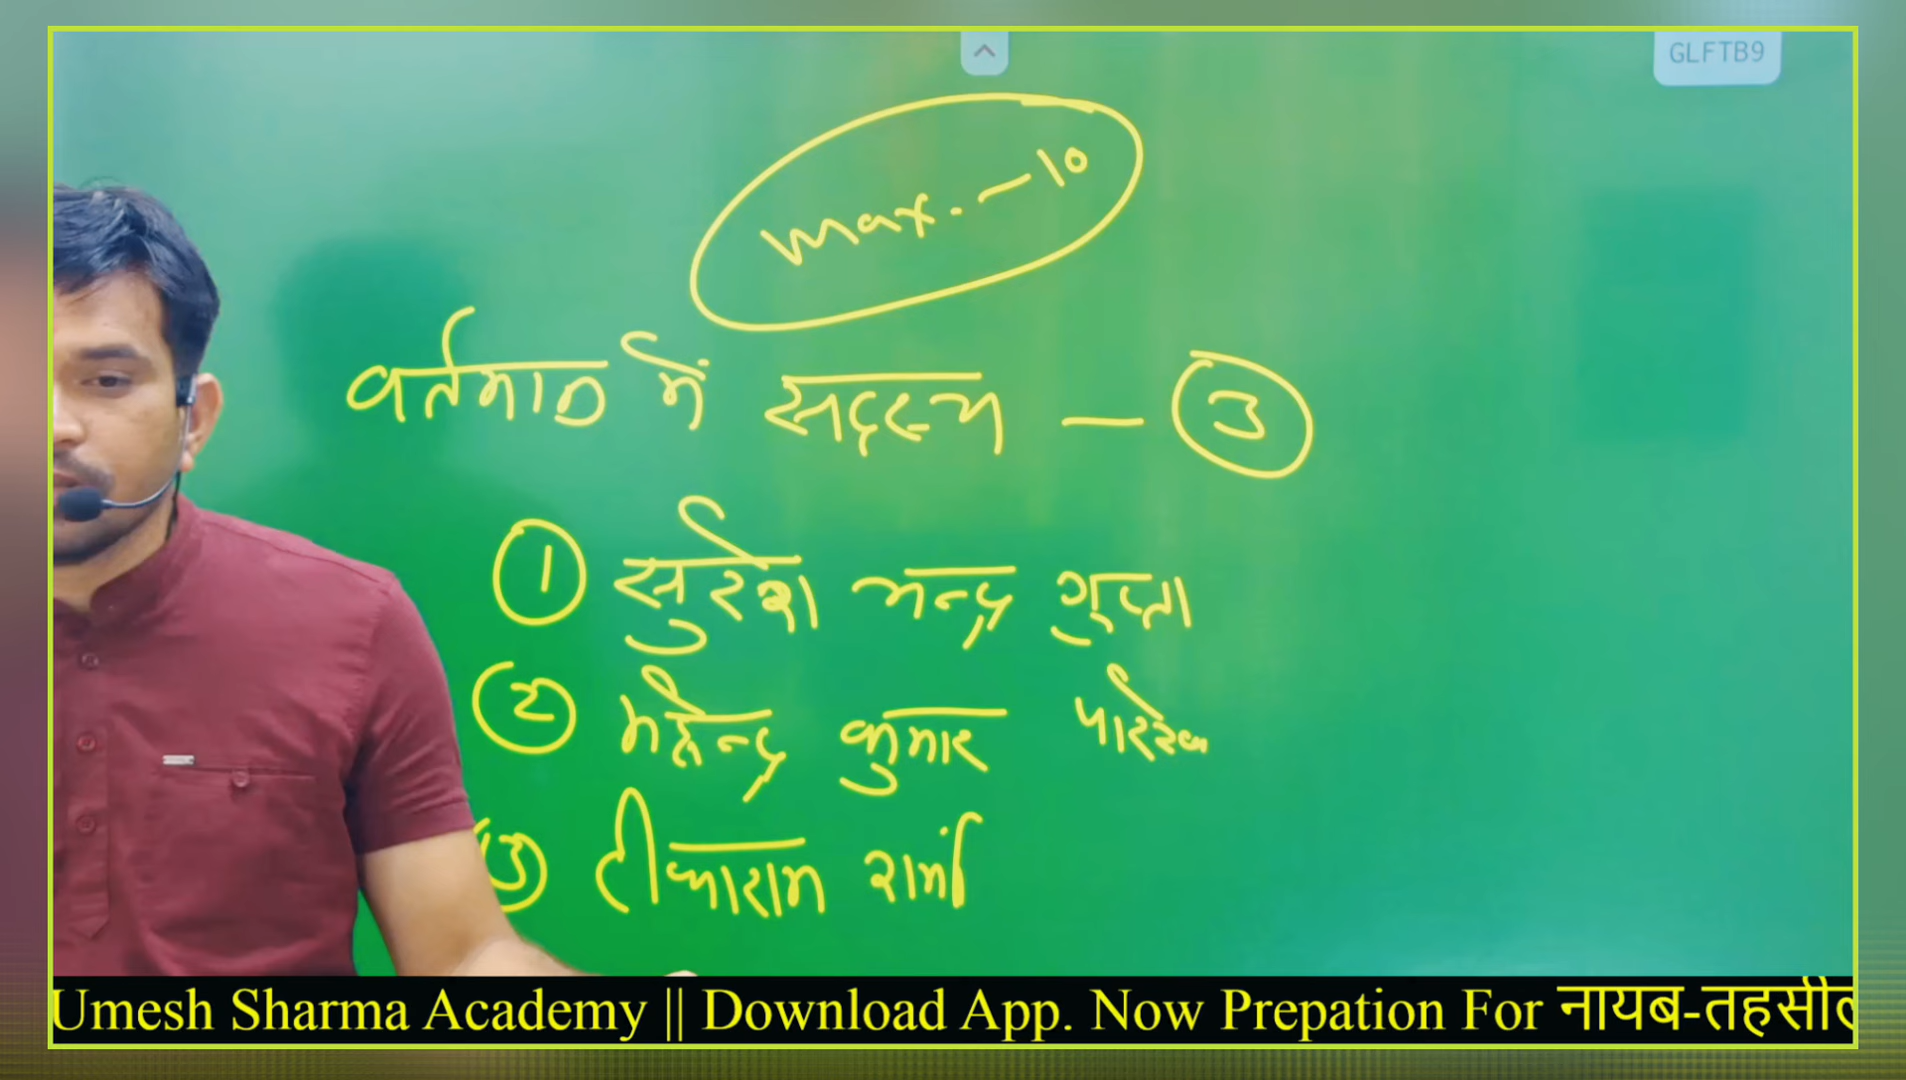 GLFTB9
max. - 10
वर्तमान में सदस्य - 3
1 सुरेश चन्द्र गुप्ता
2 महेन्द्र कुमार पारख
3 टीकाराम शर्मा
Umesh Sharma Academy || Download App. Now Prepation For नायब-तहसील